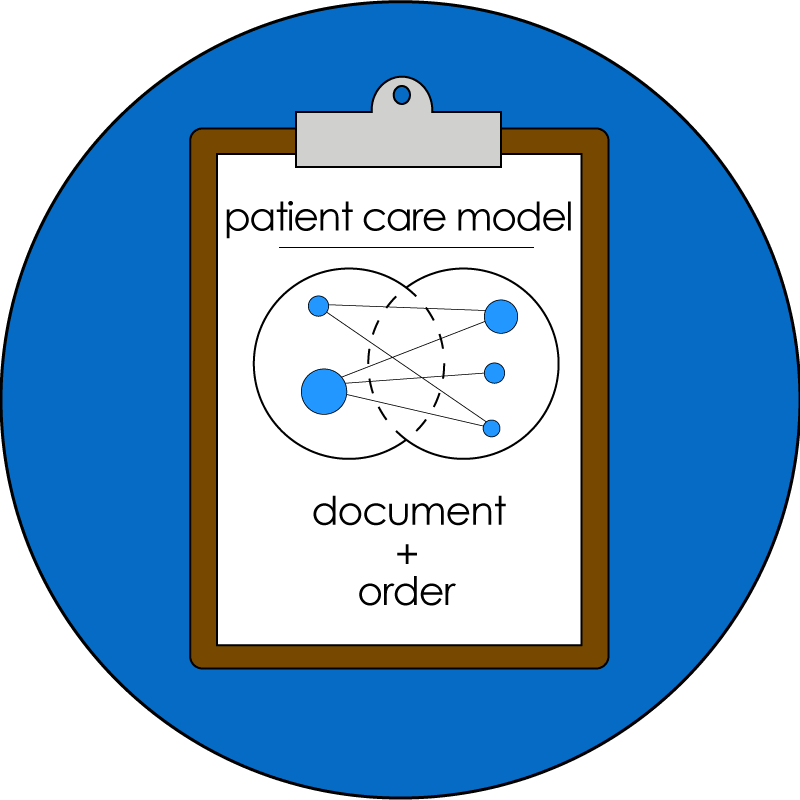 patient care model
document
+
order